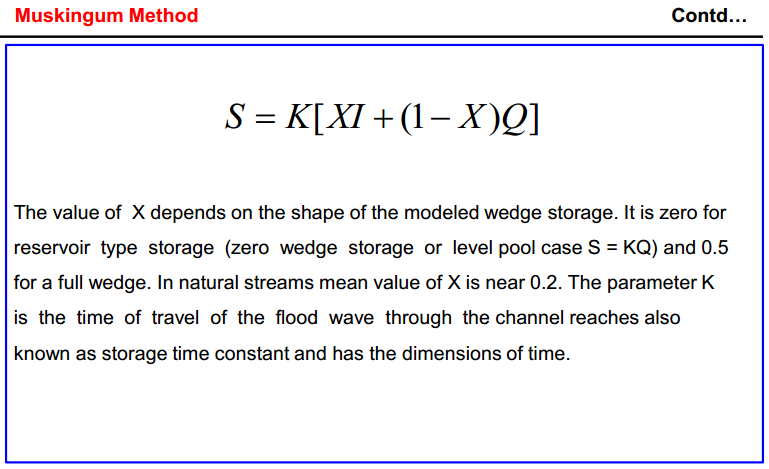 Muskingum Method Contd...
S = K[XI + (1 − X)Q]
The value of X depends on the shape of the modeled wedge storage. It is zero for
reservoir type storage (zero wedge storage or level pool case S = KQ) and 0.5
for a full wedge. In natural streams mean value of X is near 0.2. The parameter K
is the time of travel of the flood wave through the channel reaches also
known as storage time constant and has the dimensions of time.